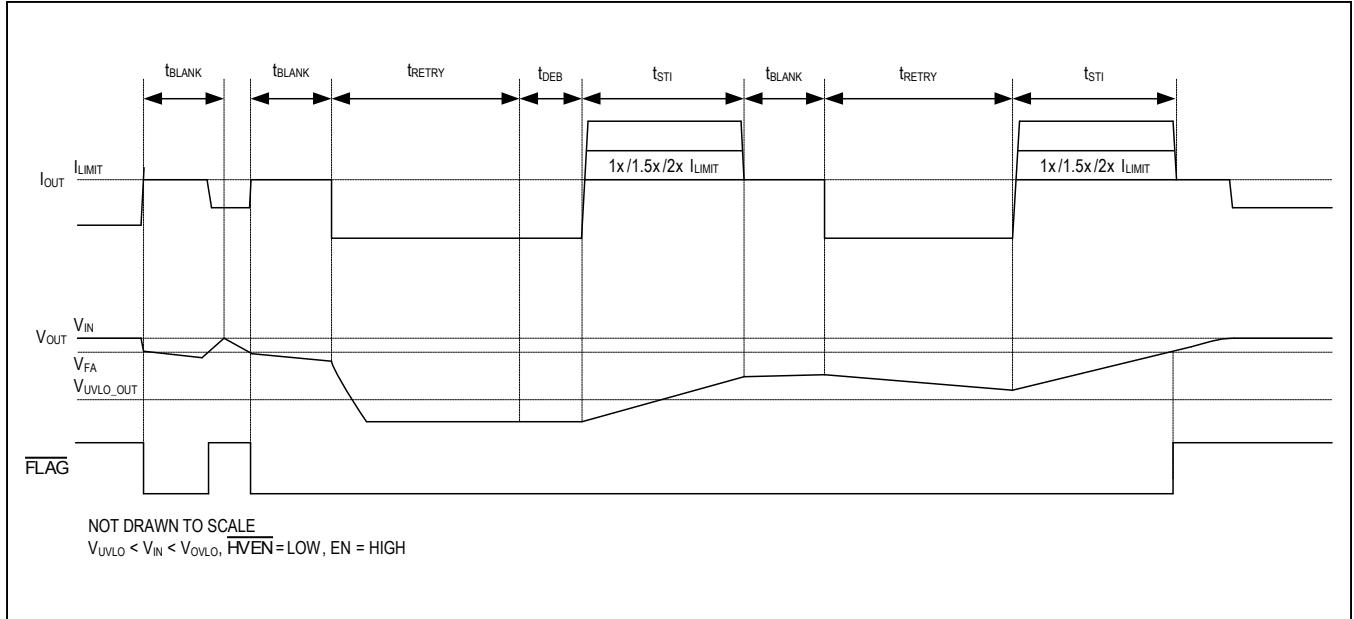 tBLANK tBLANK tRETRY tDEB tSTI tBLANK tRETRY tSTI
ILIMIT
IOUT
1x/1.5x/2x ILIMIT 1x/1.5x/2x ILIMIT
VIN
VOUT
VFA
VUVLO_OUT
FLAG
NOT DRAWN TO SCALE
VUVLO < VIN < VOVLO, HVEN = LOW, EN = HIGH